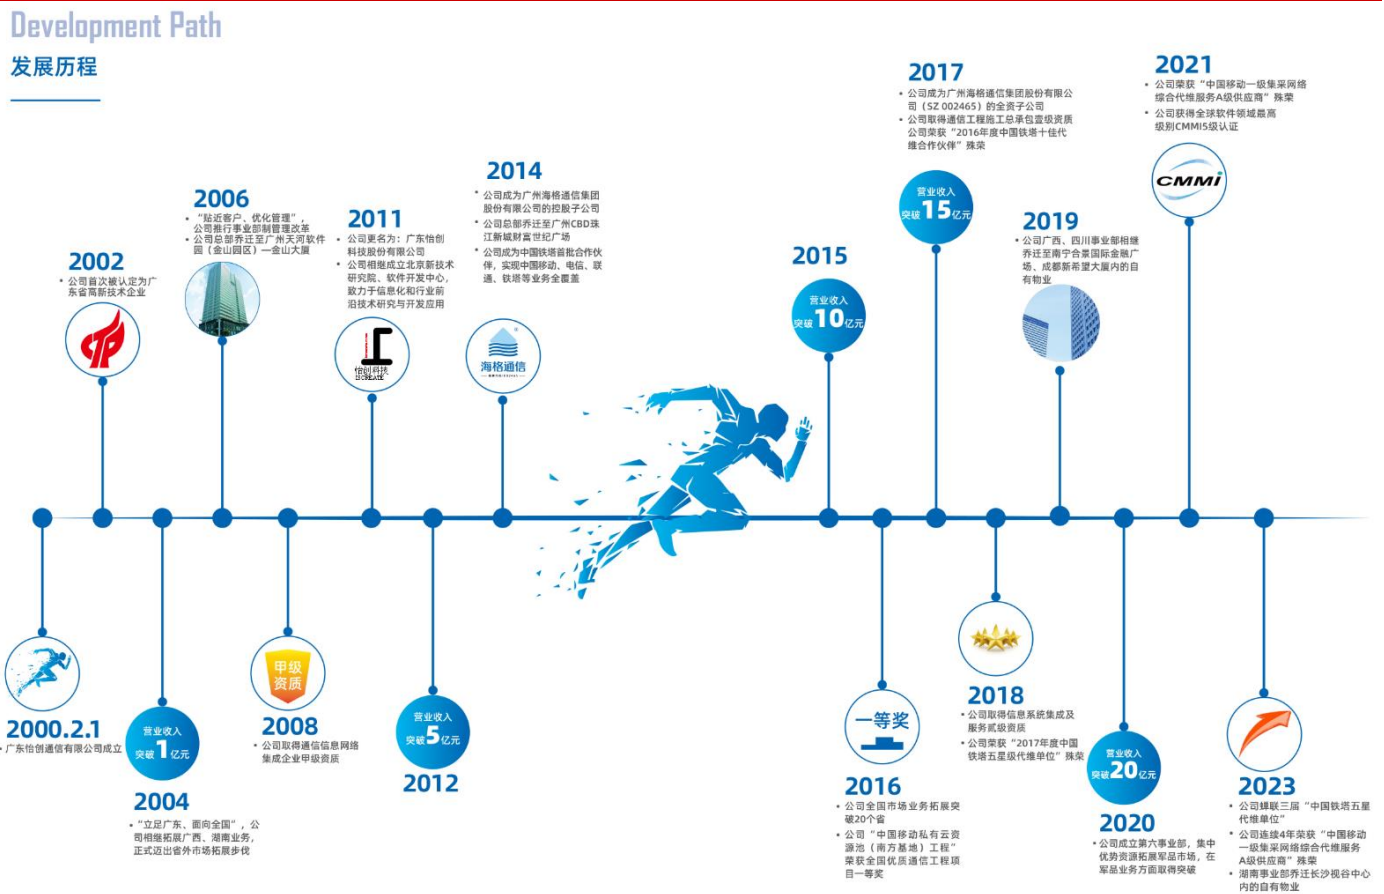 Development Path
发展历程
2000.2.1
• 广东怡创通信有限公司成立
2002
• 公司首次被认定为广
东省高新技术企业
营业收入
突破1亿元
2004
• “立足广东、面向全国”，公
司相继拓展广西、湖南业务，
正式迈出省外市场拓展步伐
2006
• “贴近客户、优化管理”，
公司推行事业部制管理改革
• 公司总部乔迁至广州天河软件
园（金山园区）—金山大厦
甲级
资质
2008
• 公司取得通信信息网络
集成企业甲级资质
2011
• 公司更名为：广东怡创
科技股份有限公司
• 公司相继成立北京新技术
研究院、软件开发中心，
致力于信息化和行业前
沿技术研究与开发应用
怡创科技
营业收入
突破5亿元
2012
2014
• 公司成为广州海格通信集团
股份有限公司的控股子公司
• 公司总部乔迁至广州CBD珠
江新城财富世纪广场
• 公司成为中国铁塔首批合作伙
伴，实现中国移动、电信、联
通、铁塔等业务全覆盖
海格通信
2015
营业收入
突破10亿元
一等奖
2016
• 公司全国市场业务拓展突
破20个省
• 公司“中国移动私有云资
源池（南方基地）工程”
荣获全国优质通信工程项
目一等奖
2017
• 公司成为广州海格通信集团股份有限公
司（SZ 002465）的全资子公司
• 公司取得通信工程施工总承包壹级资质
公司荣获“2016年度中国铁塔十佳代
维合作伙伴”殊荣
营业收入
突破15亿元
2018
• 公司取得信息系统集成及
服务贰级资质
• 公司荣获“2017年度中国
铁塔五星级代维单位”殊荣
2019
• 公司广西、四川事业部相继
乔迁至南宁合景国际金融广
场、成都新希望大厦内的自
有物业
营业收入
突破20亿元
2020
• 公司成立第六事业部，集中
优势资源拓展军品市场，在
军品业务方面取得突破
2021
• 公司荣获“中国移动一级集采网络
综合代维服务A级供应商”殊荣
• 公司获得全球软件领域最高
级别CMMI5级认证
CMMI
2023
• 公司蝉联三届“中国铁塔五星
代维单位”
• 公司连续4年荣获“中国移动
一级集采网络综合代维服务
A级供应商”殊荣
• 湖南事业部乔迁长沙视谷中心
内的自有物业